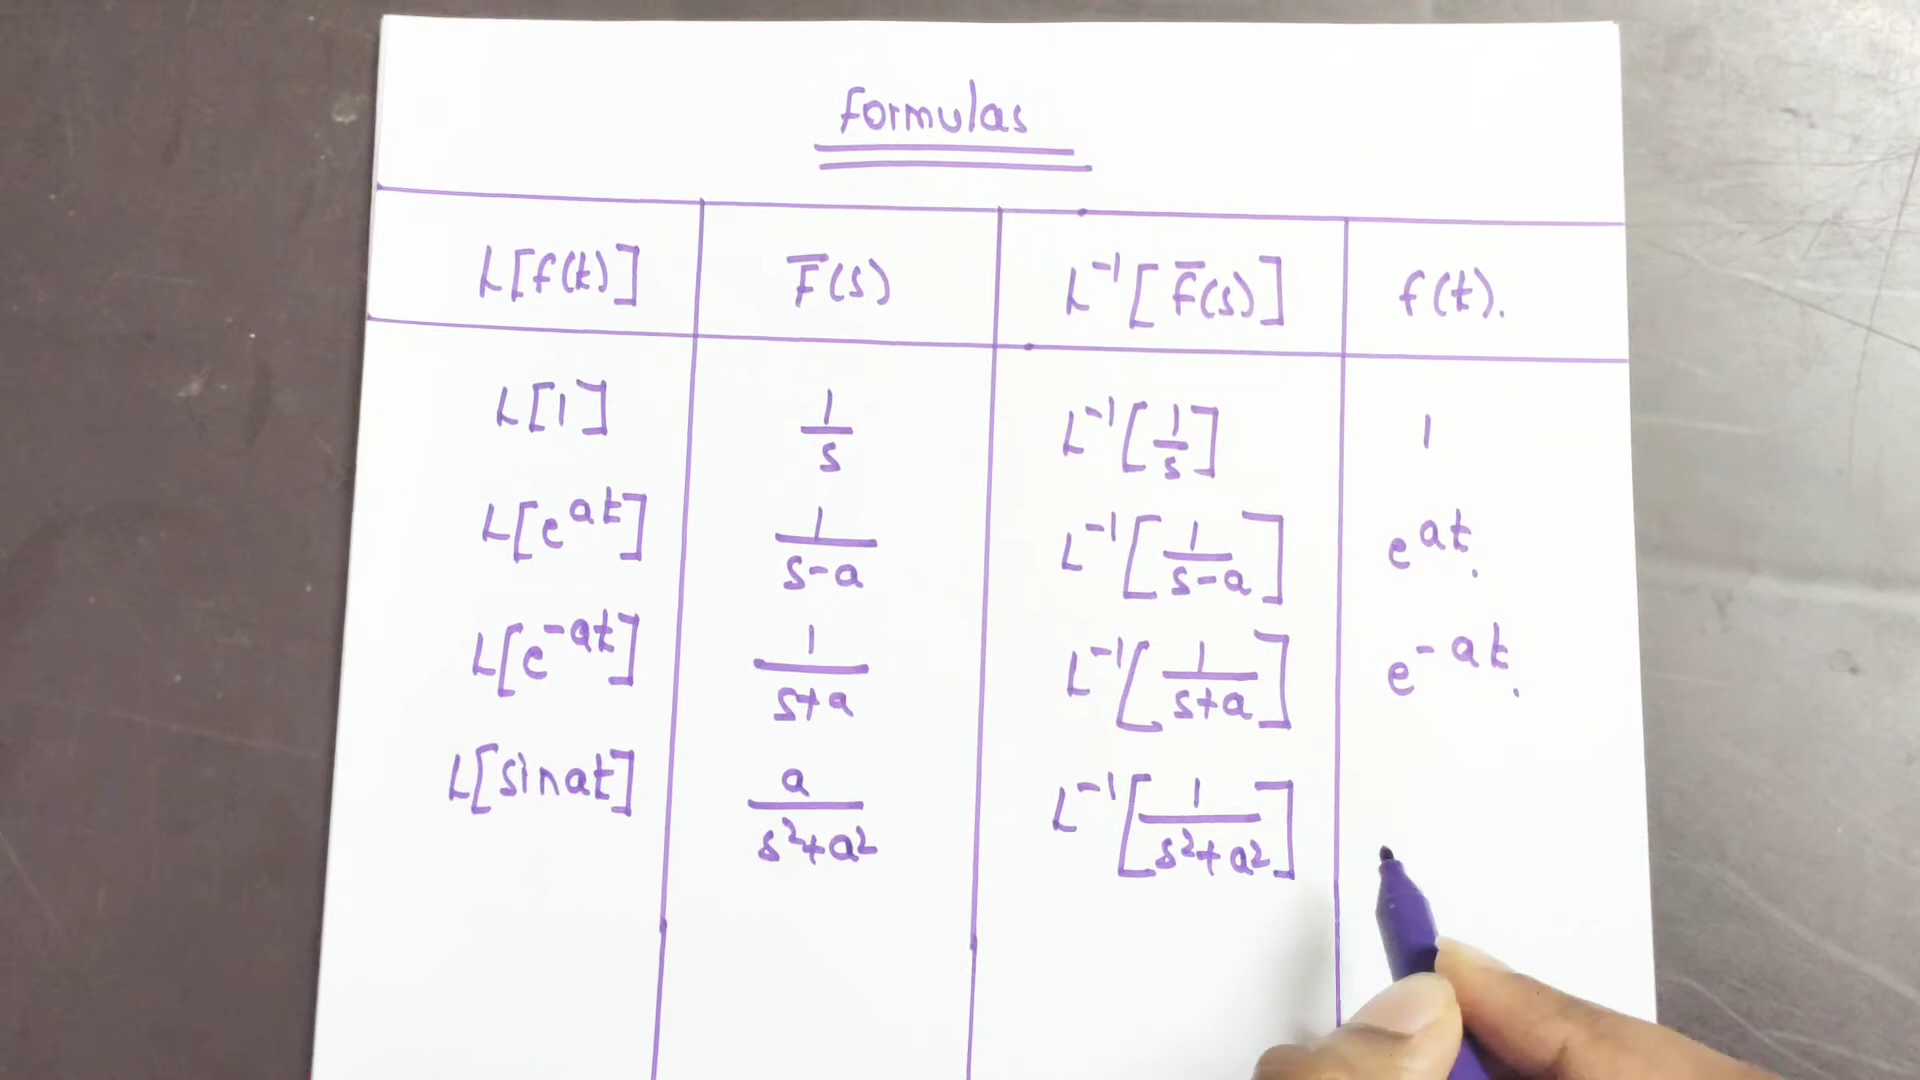 Formulas
L[f(t)] F̅(s) L⁻¹[F̅(s)] f(t).
L[1] 1/s L⁻¹[1/s] 1
L[e^at] 1/(s-a) L⁻¹[1/(s-a)] e^at.
L[e^-at] 1/(s+a) L⁻¹[1/(s+a)] e^-at.
L[sinat] a/(s²+a²) L⁻¹[1/(s²+a²)]